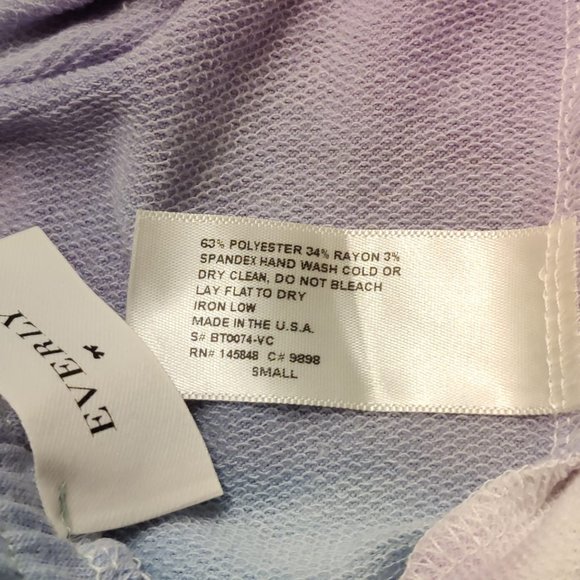 63% POLYESTER 34% RAYON 3%
SPANDEX HAND WASH COLD OR
DRY CLEAN, DO NOT BLEACH
LAY FLAT TO DRY
IRON LOW
MADE IN THE U.S.A.
S# BT0074-VC
RN# 145848 C# 9898
SMALL
EVERLY